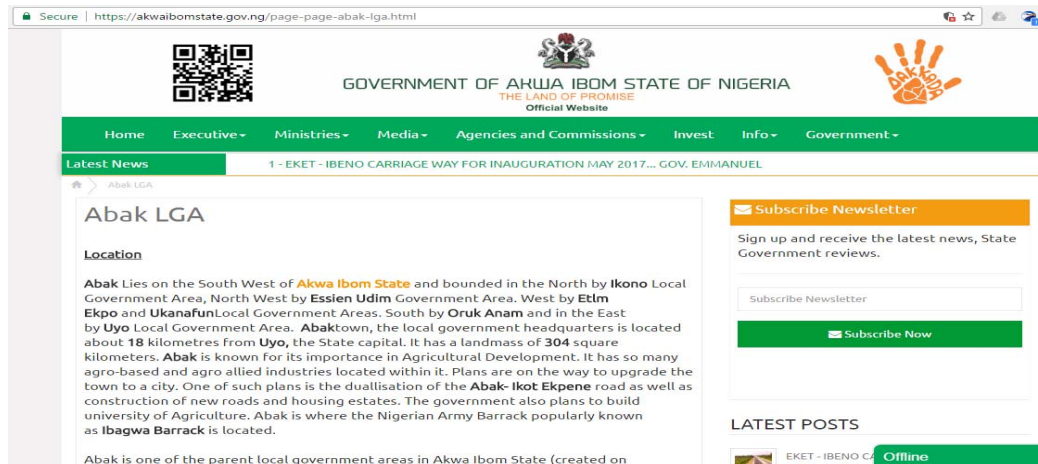 Secure | https://akwaibomstate.gov.ng/page-page-abak-lga.html
GOVERNMENT OF AKWA IBOM STATE OF NIGERIA
THE LAND OF PROMISE
Official Website
DAKKADA
Home Executive Ministries Media Agencies and Commissions Invest Info Government
Latest News 1 - EKET - IBENO CARRIAGE WAY FOR INAUGURATION MAY 2017... GOV. EMMANUEL
Abak LGA
Abak LGA
Location
Abak Lies on the South West of Akwa Ibom State and bounded in the North by Ikono Local
Government Area, North West by Essien Udim Government Area. West by Etlm
Ekpo and UkanafunLocal Government Areas. South by Oruk Anam and in the East
by Uyo Local Government Area. Abaktown, the local government headquarters is located
about 18 kilometres from Uyo, the State capital. It has a landmass of 304 square
kilometers. Abak is known for its importance in Agricultural Development. It has so many
agro-based and agro allied industries located within it. Plans are on the way to upgrade the
town to a city. One of such plans is the duallisation of the Abak- Ikot Ekpene road as well as
construction of new roads and housing estates. The government also plans to build
university of Agriculture. Abak is where the Nigerian Army Barrack popularly known
as Ibagwa Barrack is located.
Abak is one of the parent local government areas in Akwa Ibom State (created on
Subscribe Newsletter
Sign up and receive the latest news, State
Government reviews.
Subscribe Newsletter
Subscribe Now
LATEST POSTS
EKET - IBENO
Offline